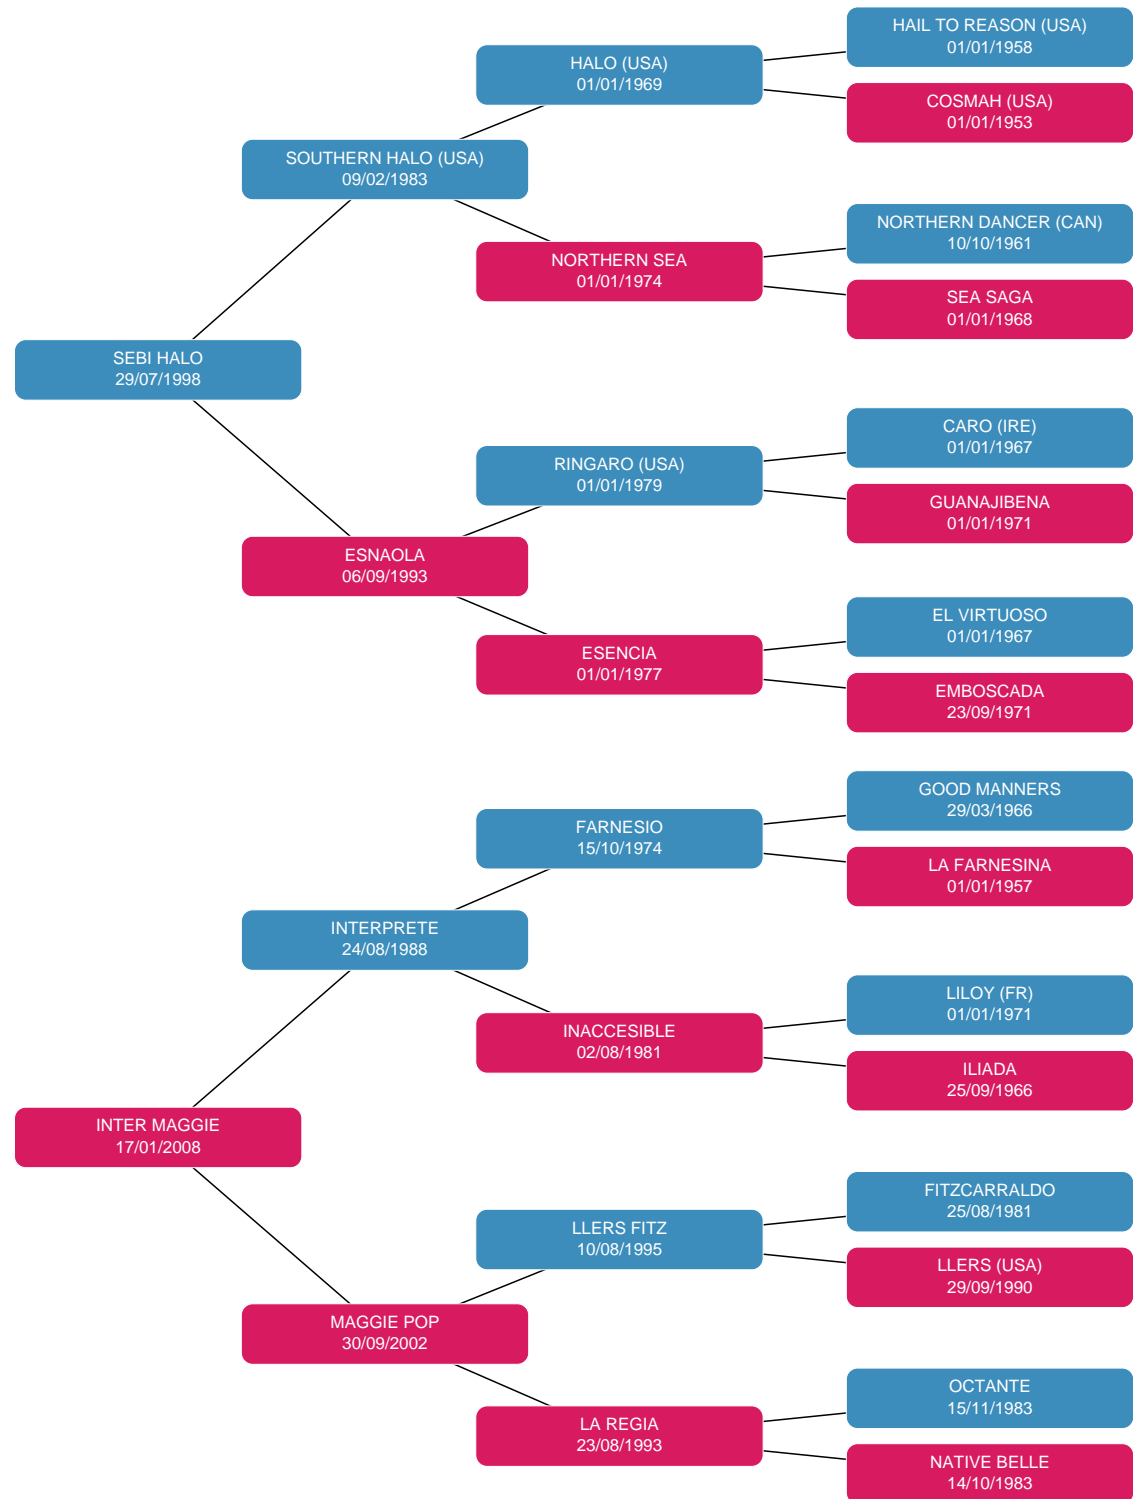 HAIL TO REASON (USA)
01/01/1958
HALO (USA)
01/01/1969
COSMAH (USA)
01/01/1953
SOUTHERN HALO (USA)
09/02/1983
NORTHERN DANCER (CAN)
10/10/1961
NORTHERN SEA
01/01/1974
SEA SAGA
01/01/1968
SEBI HALO
29/07/1998
CARO (IRE)
01/01/1967
RINGARO (USA)
01/01/1979
GUANAJIBENA
01/01/1971
ESNAOLA
06/09/1993
EL VIRTUOSO
01/01/1967
ESENCIA
01/01/1977
EMBOSCADA
23/09/1971
GOOD MANNERS
29/03/1966
FARNESIO
15/10/1974
LA FARNESINA
01/01/1957
INTERPRETE
24/08/1988
LILOY (FR)
01/01/1971
INACCESIBLE
02/08/1981
ILIADA
25/09/1966
INTER MAGGIE
17/01/2008
FITZCARRALDO
25/08/1981
LLERS FITZ
10/08/1995
LLERS (USA)
29/09/1990
MAGGIE POP
30/09/2002
OCTANTE
15/11/1983
LA REGIA
23/08/1993
NATIVE BELLE
14/10/1983